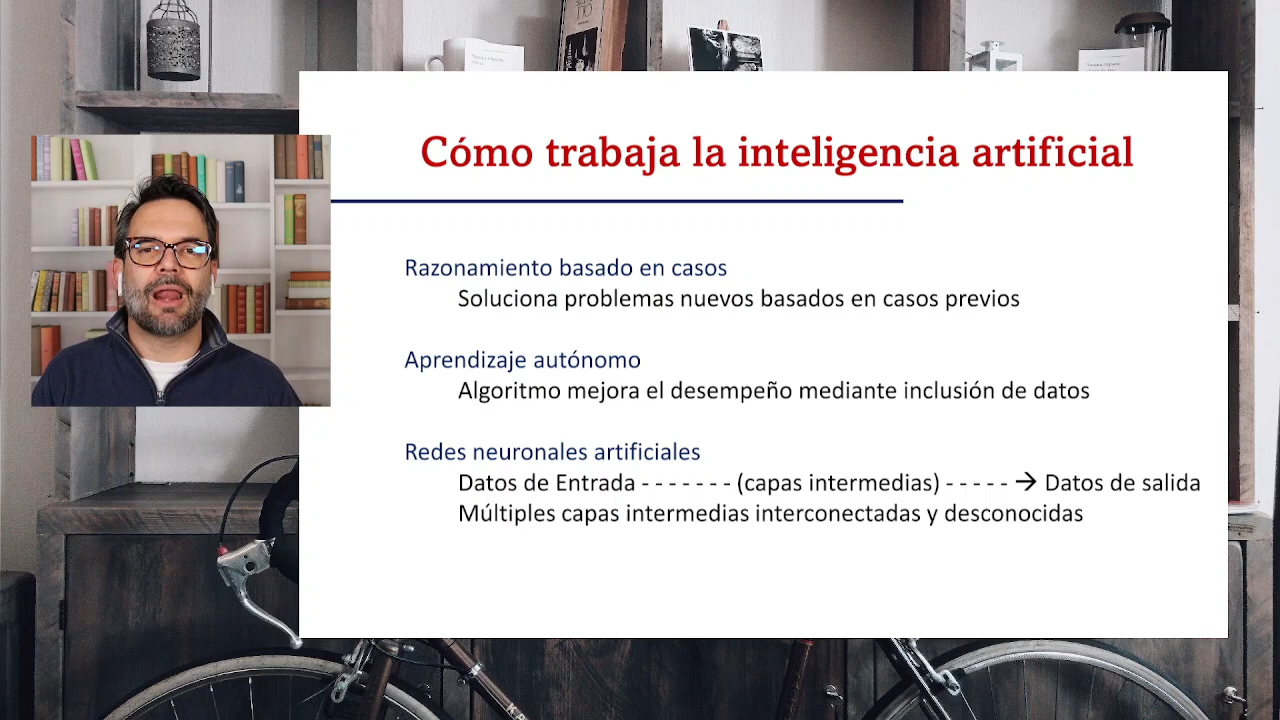 Cómo trabaja la inteligencia artificial
Razonamiento basado en casos
Soluciona problemas nuevos basados en casos previos
Aprendizaje autónomo
Algoritmo mejora el desempeño mediante inclusión de datos
Redes neuronales artificiales
Datos de Entrada - - - - - - - (capas intermedias) - - - - - → Datos de salida
Múltiples capas intermedias interconectadas y desconocidas